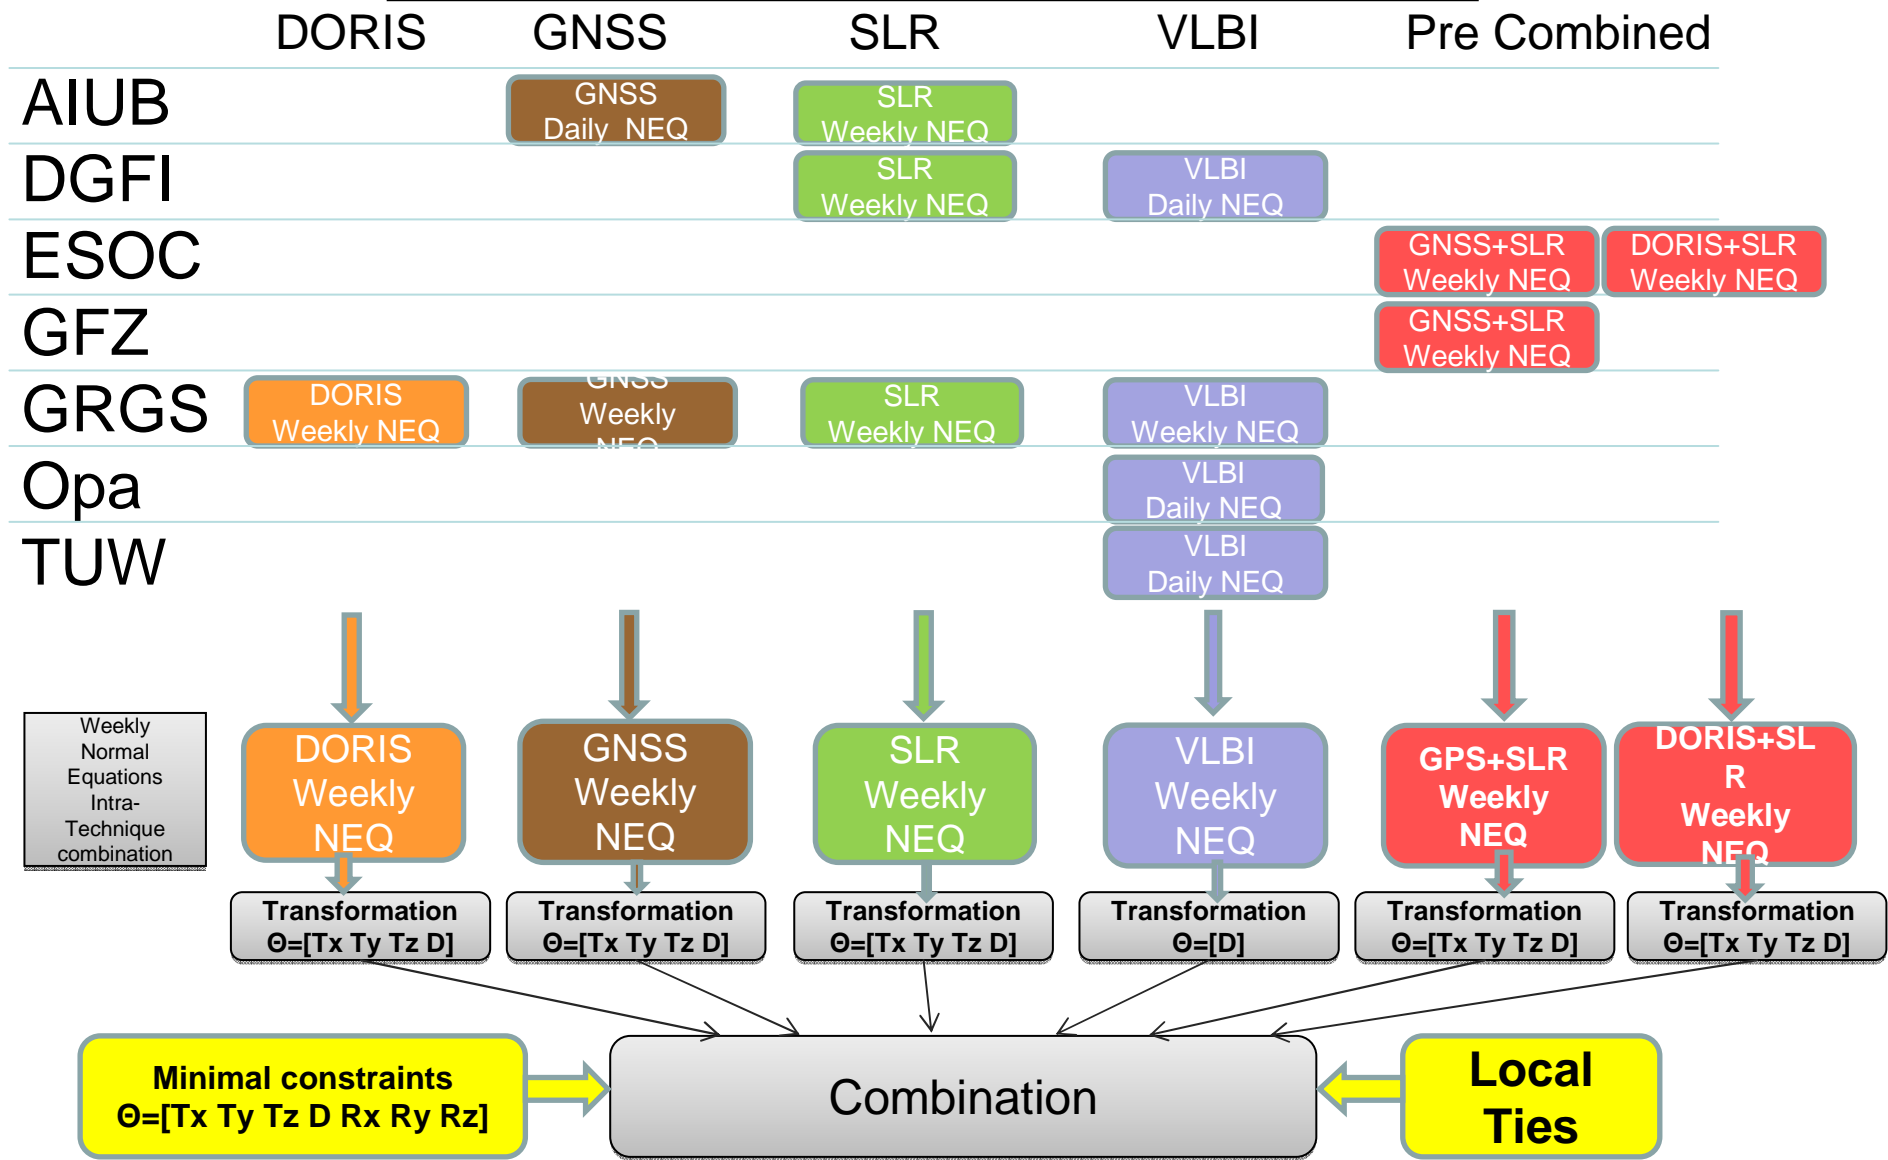 DORIS GNSS SLR VLBI Pre Combined
AIUB
GNSS
Daily NEQ
SLR
Weekly NEQ
DGFI
SLR
Weekly NEQ
VLBI
Daily NEQ
ESOC
GNSS+SLR
Weekly NEQ
DORIS+SLR
Weekly NEQ
GFZ
GNSS+SLR
Weekly NEQ
GRGS
DORIS
Weekly NEQ
GNSS
Weekly
NEQ
SLR
Weekly NEQ
VLBI
Weekly NEQ
Opa
VLBI
Daily NEQ
TUW
VLBI
Daily NEQ
Weekly
Normal
Equations
Intra-
Technique
combination
DORIS
Weekly
NEQ
GNSS
Weekly
NEQ
SLR
Weekly
NEQ
VLBI
Weekly
NEQ
GPS+SLR
Weekly
NEQ
DORIS+SL
R
Weekly
NEQ
Transformation
Θ=[Tx Ty Tz D]
Transformation
Θ=[Tx Ty Tz D]
Transformation
Θ=[Tx Ty Tz D]
Transformation
Θ=[D]
Transformation
Θ=[Tx Ty Tz D]
Transformation
Θ=[Tx Ty Tz D]
Minimal constraints
Θ=[Tx Ty Tz D Rx Ry Rz]
Combination
Local
Ties